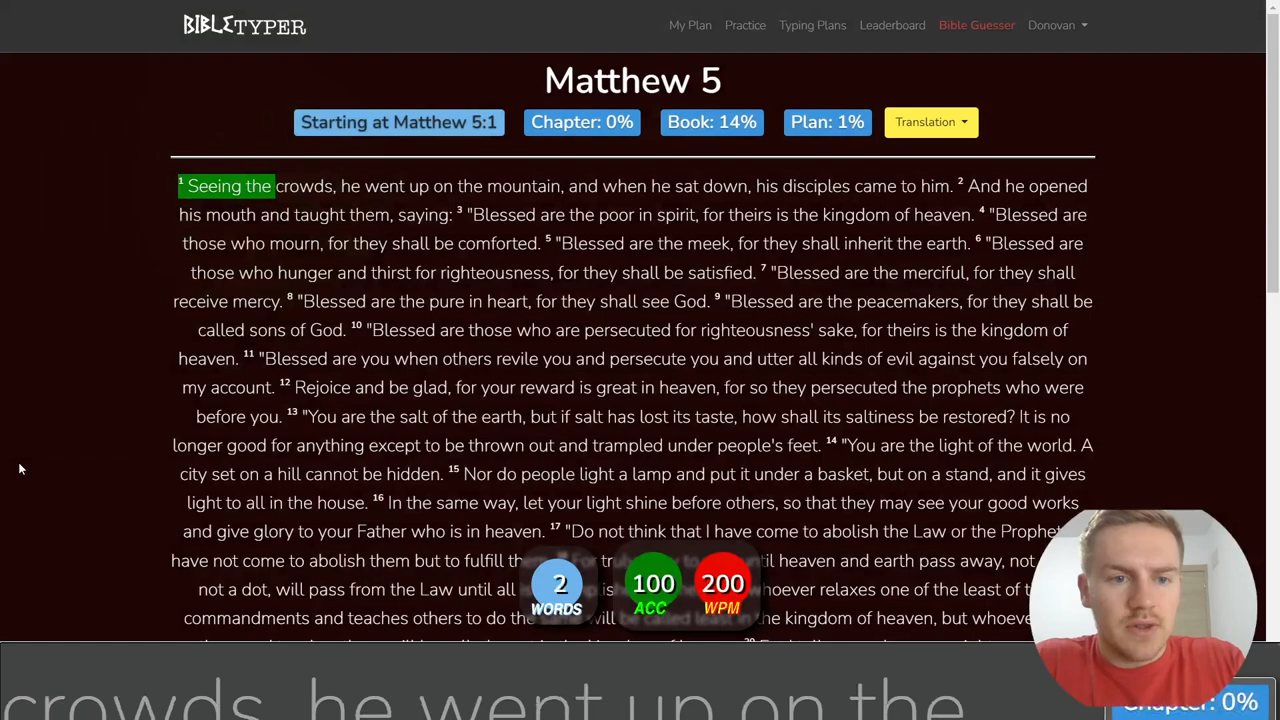 BIBLETYPER
My Plan Practice Typing Plans Leaderboard Bible Guesser Donovan
Matthew 5
Starting at Matthew 5:1 Chapter: 0% Book: 14% Plan: 1% Translation
1 Seeing the crowds, he went up on the mountain, and when he sat down, his disciples came to him. 2 And he opened
his mouth and taught them, saying: 3 "Blessed are the poor in spirit, for theirs is the kingdom of heaven. 4 "Blessed are
those who mourn, for they shall be comforted. 5 "Blessed are the meek, for they shall inherit the earth. 6 "Blessed are
those who hunger and thirst for righteousness, for they shall be satisfied. 7 "Blessed are the merciful, for they shall
receive mercy. 8 "Blessed are the pure in heart, for they shall see God. 9 "Blessed are the peacemakers, for they shall be
called sons of God. 10 "Blessed are those who are persecuted for righteousness' sake, for theirs is the kingdom of
heaven. 11 "Blessed are you when others revile you and persecute you and utter all kinds of evil against you falsely on
my account. 12 Rejoice and be glad, for your reward is great in heaven, for so they persecuted the prophets who were
before you. 13 "You are the salt of the earth, but if salt has lost its taste, how shall its saltiness be restored? It is no
longer good for anything except to be thrown out and trampled under people's feet. 14 "You are the light of the world. A
city set on a hill cannot be hidden. 15 Nor do people light a lamp and put it under a basket, but on a stand, and it gives
light to all in the house. 16 In the same way, let your light shine before others, so that they may see your good works
and give glory to your Father who is in heaven. 17 "Do not think that I have come to abolish the Law or the Prophet
have not come to abolish them but to fulfill until heaven and earth pass away, not
not a dot, will pass from the Law until all whoever relaxes one of the least of
commandments and teaches others to do the will be called least in the kingdom of heaven, but whoeve
2 WORDS 100 ACC 200 WPM
crowds, he went up on the
Chapter: 0%